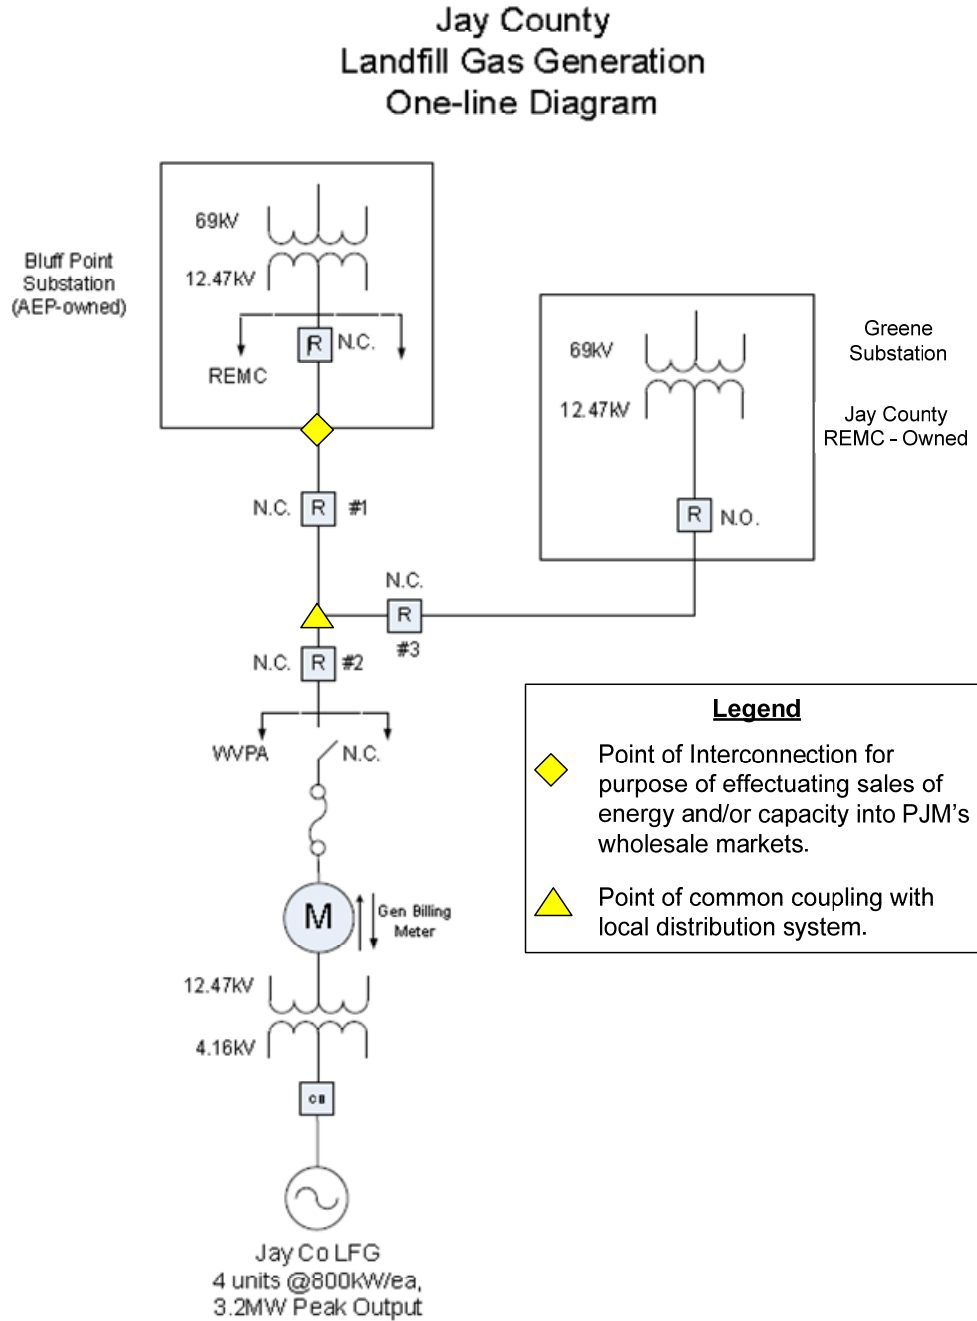 Jay County
Landfill Gas Generation
One-line Diagram
69kV
12.47kV
Bluff Point
Substation
(AEP-owned)
R N.C.
REMC
69kV
12.47kV
Greene
Substation
Jay County
REMC - Owned
R N.O.
N.C. R #1
N.C.
R
#3
N.C. R #2
WVPA N.C.
M
Gen Billing
Meter
12.47kV
4.16kV
Jay Co LFG
4 units @800kW/ea,
3.2MW Peak Output
Legend
Point of Interconnection for
purpose of effectuating sales of
energy and/or capacity into PJM's
wholesale markets.
Point of common coupling with
local distribution system.